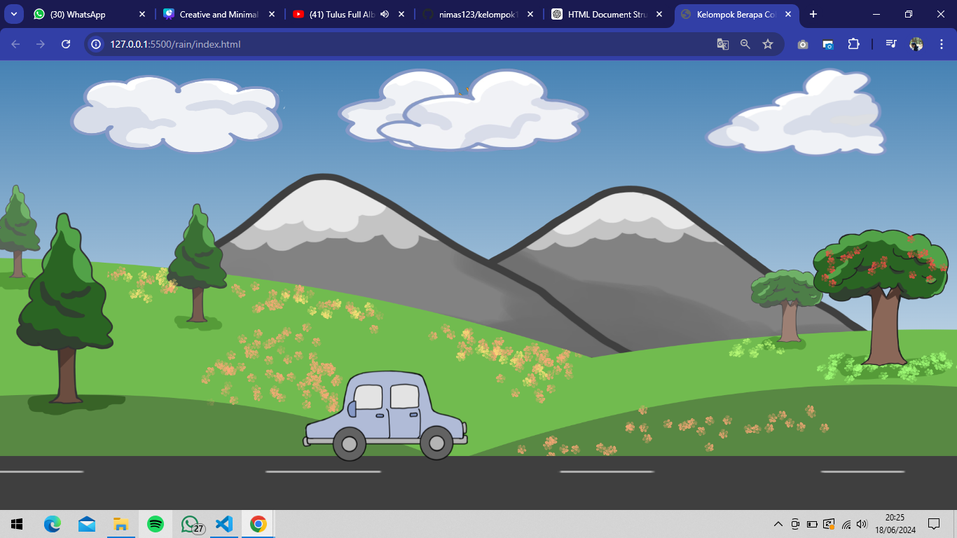 (30) WhatsApp
Creative and Minimal
(41) Tulus Full Alb
nimas123/kelompok1
HTML Document Stru
Kelompok Berapa Co
127.0.0.1:5500/rain/index.html
27
20:25
18/06/2024